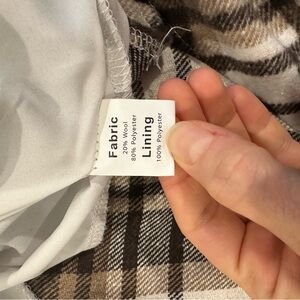 Fabric
20% Wool
80% Polyester
Lining
100% Polyester